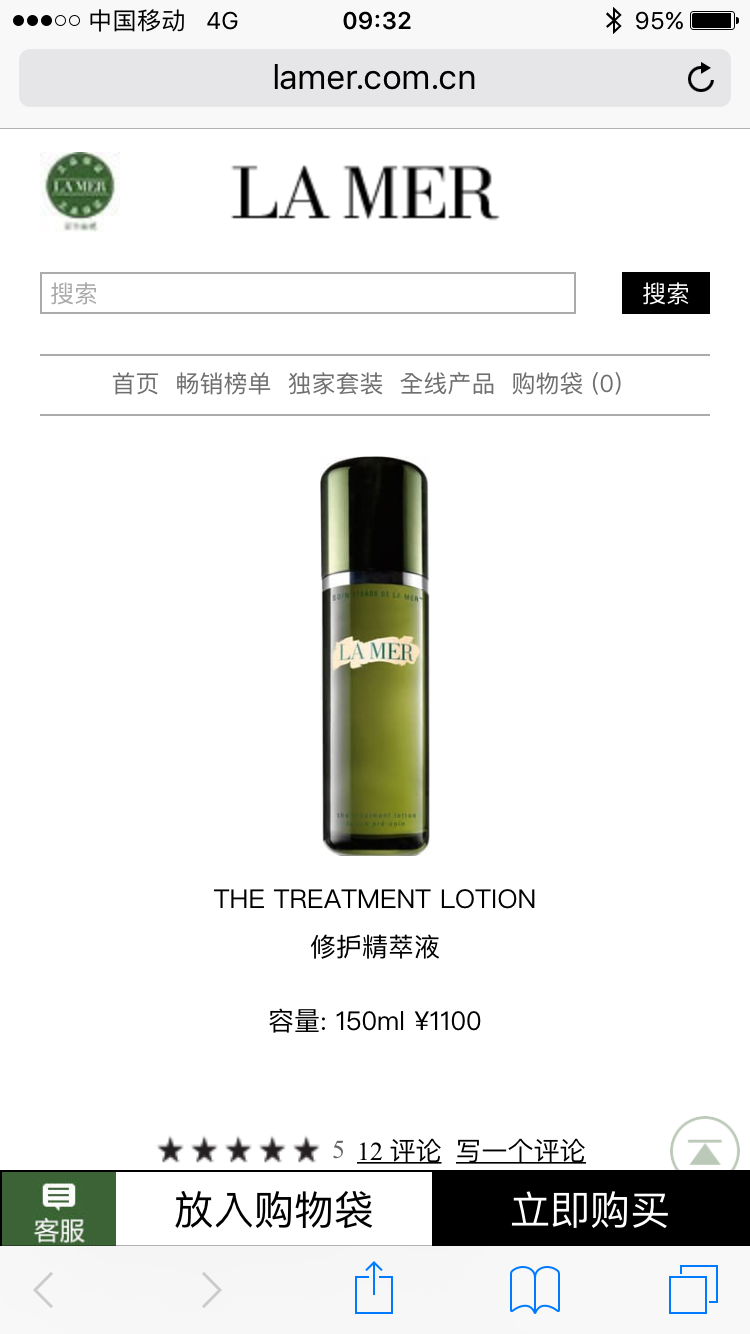 中国移动 4G 09:32 95%
lamer.com.cn
LA MER
LA MER
搜索 搜索
首页 畅销榜单 独家套装 全线产品 购物袋 (0)
SOIN VISAGE DE LA MER
LA MER
the treatment lotion
THE TREATMENT LOTION
修护精萃液
容量: 150ml ¥1100
5 12 评论 写一个评论
客服 放入购物袋 立即购买